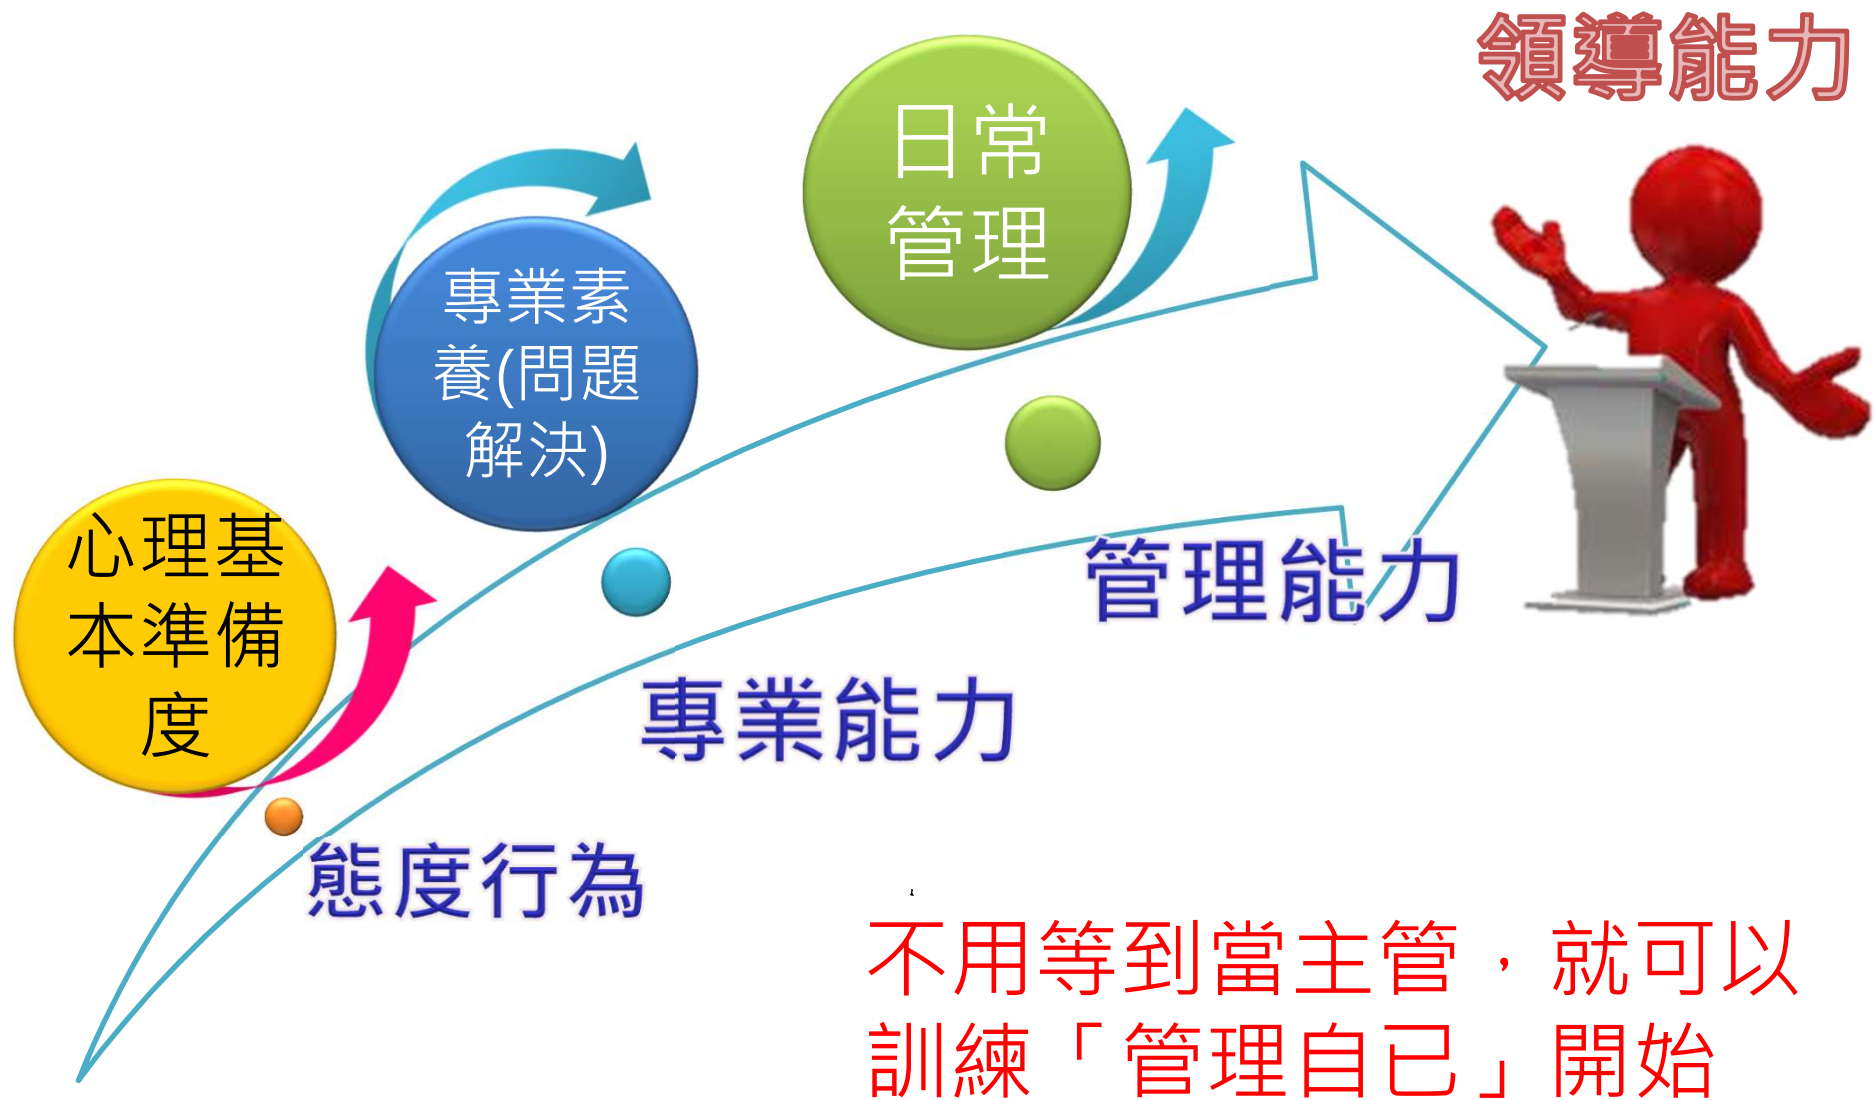 領導能力
日常
管理
專業素
養(問題
解決)
心理基
本準備
度
管理能力
專業能力
態度行為
不用等到當主管，就可以
訓練「管理自已」開始